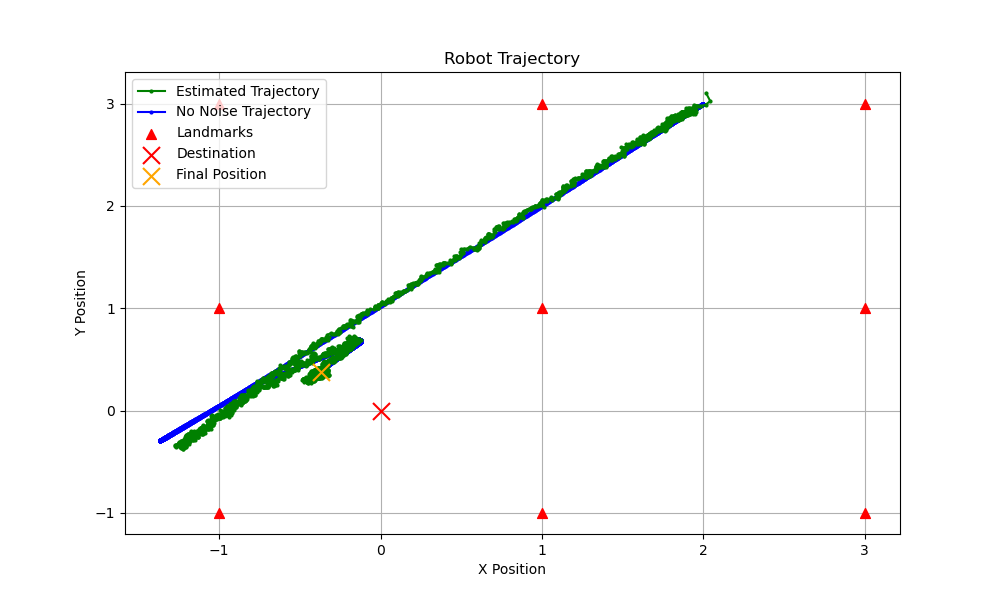 Robot Trajectory
Estimated Trajectory
No Noise Trajectory
Landmarks
Destination
Final Position
3
2
1
0
−1
Y Position
−1
0
1
2
3
X Position